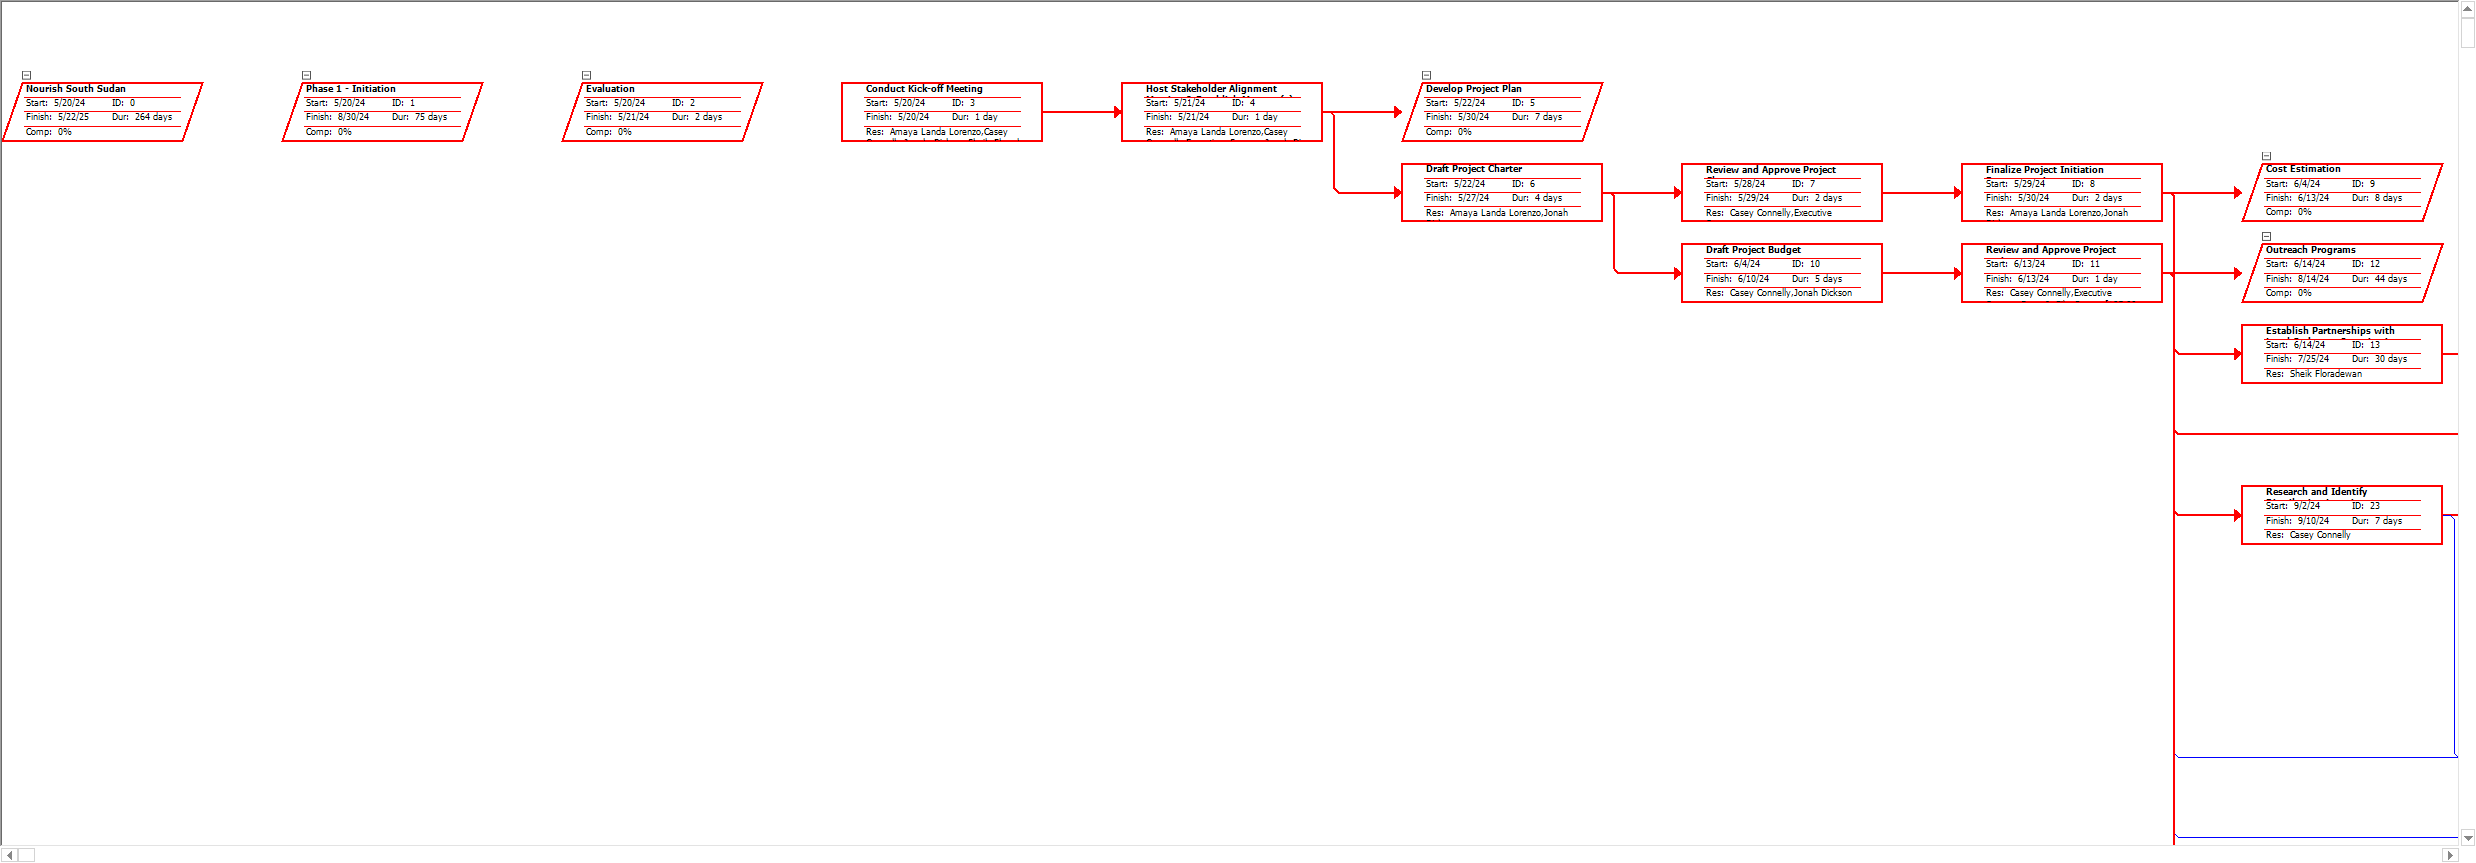 Nourish South Sudan
Start: 5/20/24 ID: 0
Finish: 5/22/25 Dur: 264 days
Comp: 0%
Phase 1 - Initiation
Start: 5/20/24 ID: 1
Finish: 8/30/24 Dur: 75 days
Comp: 0%
Evaluation
Start: 5/20/24 ID: 2
Finish: 5/21/24 Dur: 2 days
Comp: 0%
Conduct Kick-off Meeting
Start: 5/20/24 ID: 3
Finish: 5/20/24 Dur: 1 day
Res: Amaya Landa Lorenzo,Casey
Host Stakeholder Alignment
Start: 5/21/24 ID: 4
Finish: 5/21/24 Dur: 1 day
Res: Amaya Landa Lorenzo,Casey
Develop Project Plan
Start: 5/22/24 ID: 5
Finish: 5/30/24 Dur: 7 days
Comp: 0%
Draft Project Charter
Start: 5/22/24 ID: 6
Finish: 5/27/24 Dur: 4 days
Res: Amaya Landa Lorenzo,Jonah
Review and Approve Project
Start: 5/28/24 ID: 7
Finish: 5/29/24 Dur: 2 days
Res: Casey Connelly,Executive
Finalize Project Initiation
Start: 5/29/24 ID: 8
Finish: 5/30/24 Dur: 2 days
Res: Amaya Landa Lorenzo,Jonah
Cost Estimation
Start: 6/4/24 ID: 9
Finish: 6/13/24 Dur: 8 days
Comp: 0%
Draft Project Budget
Start: 6/4/24 ID: 10
Finish: 6/10/24 Dur: 5 days
Res: Casey Connelly,Jonah Dickson
Review and Approve Project
Start: 6/13/24 ID: 11
Finish: 6/13/24 Dur: 1 day
Res: Casey Connelly,Executive
Outreach Programs
Start: 6/14/24 ID: 12
Finish: 8/14/24 Dur: 44 days
Comp: 0%
Establish Partnerships with
Start: 6/14/24 ID: 13
Finish: 7/25/24 Dur: 30 days
Res: Sheik Floradewan
Research and Identify
Start: 9/2/24 ID: 23
Finish: 9/10/24 Dur: 7 days
Res: Casey Connelly